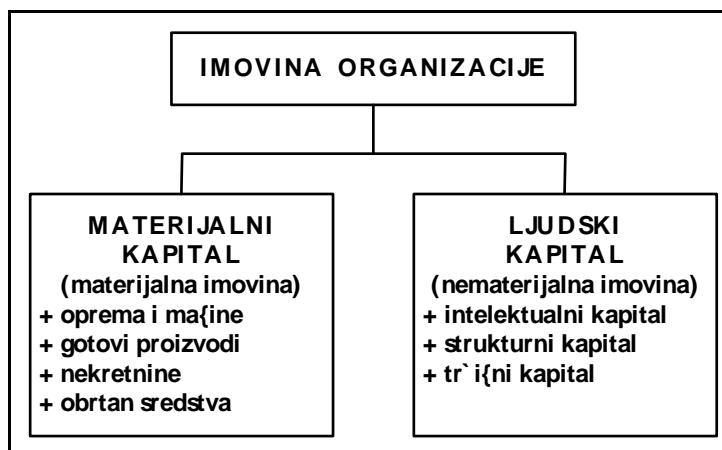 IMOVINA ORGANIZACIJE
MATERIJALNI
KAPITAL
(materijalna imovina)
+ oprema i ma{ine
+ gotovi proizvodi
+ nekretnine
+ obrtan sredstva
LJUDSKI
KAPITAL
(nematerijalna imovina)
+ intelektualni kapital
+ strukturni kapital
+ tr` i{ni kapital